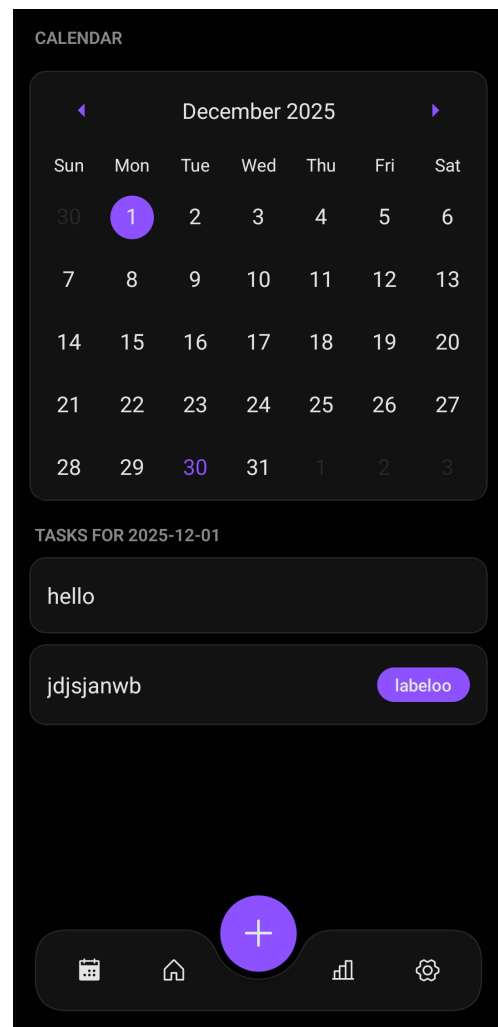 CALENDAR
December 2025
Sun Mon Tue Wed Thu Fri Sat
30 1 2 3 4 5 6
7 8 9 10 11 12 13
14 15 16 17 18 19 20
21 22 23 24 25 26 27
28 29 30 31 1 2 3
TASKS FOR 2025-12-01
hello
jdjsjanwb labeloo